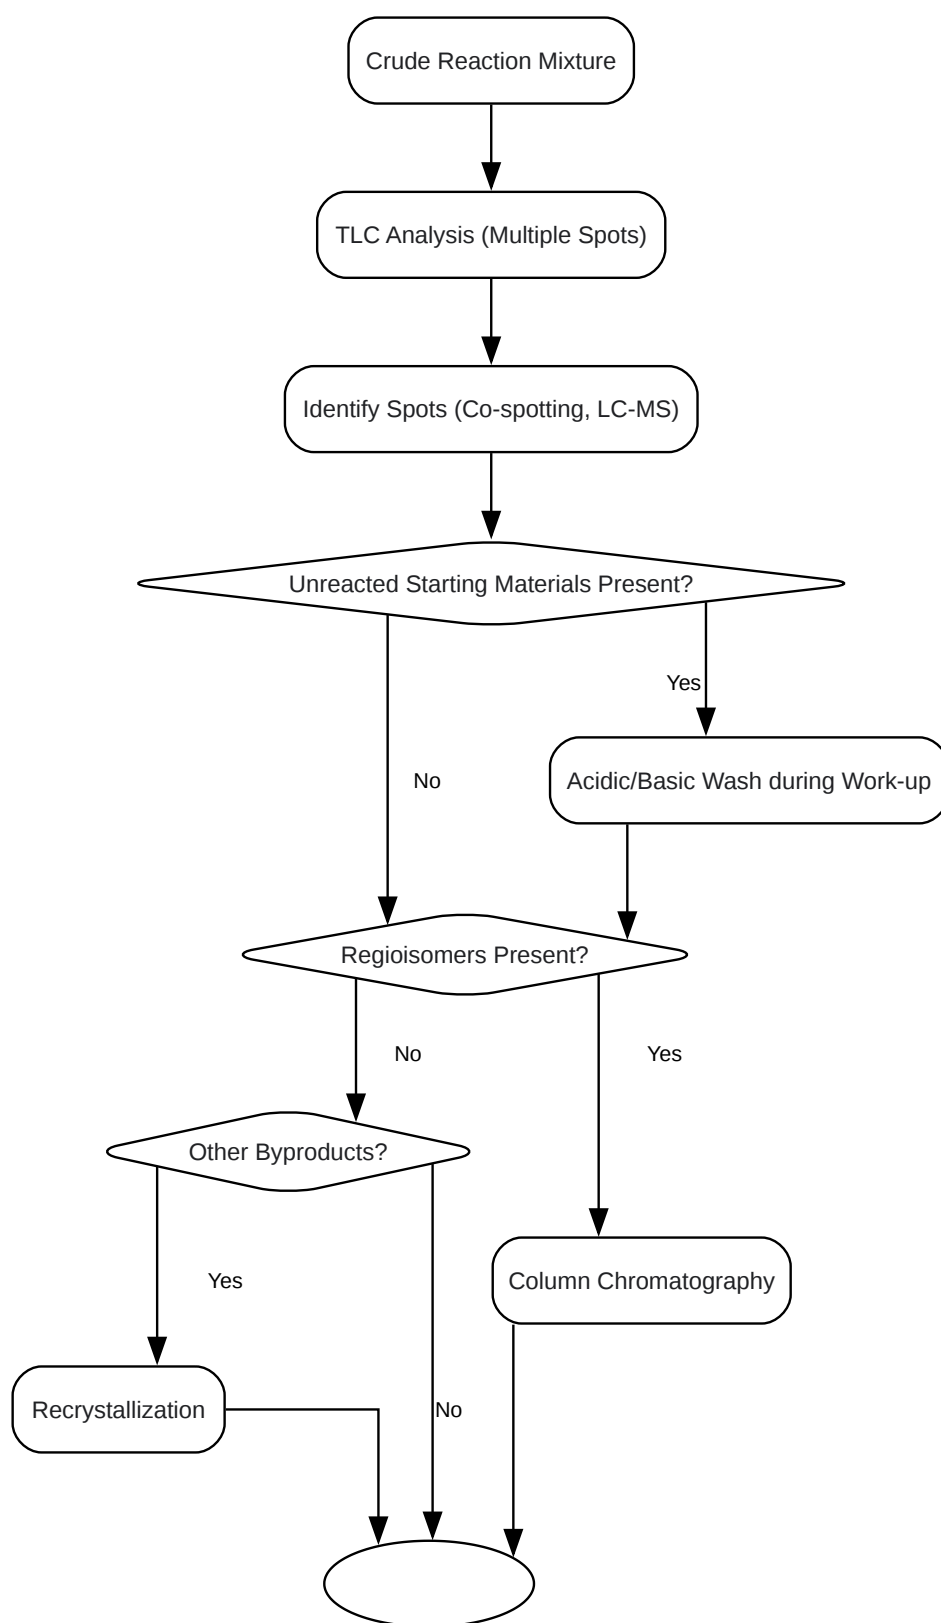 Crude Reaction Mixture
TLC Analysis (Multiple Spots)
Identify Spots (Co-spotting, LC-MS)
Unreacted Starting Materials Present?
Yes
No
Acidic/Basic Wash during Work-up
Regioisomers Present?
No
Yes
Other Byproducts?
Yes
Column Chromatography
Recrystallization
No